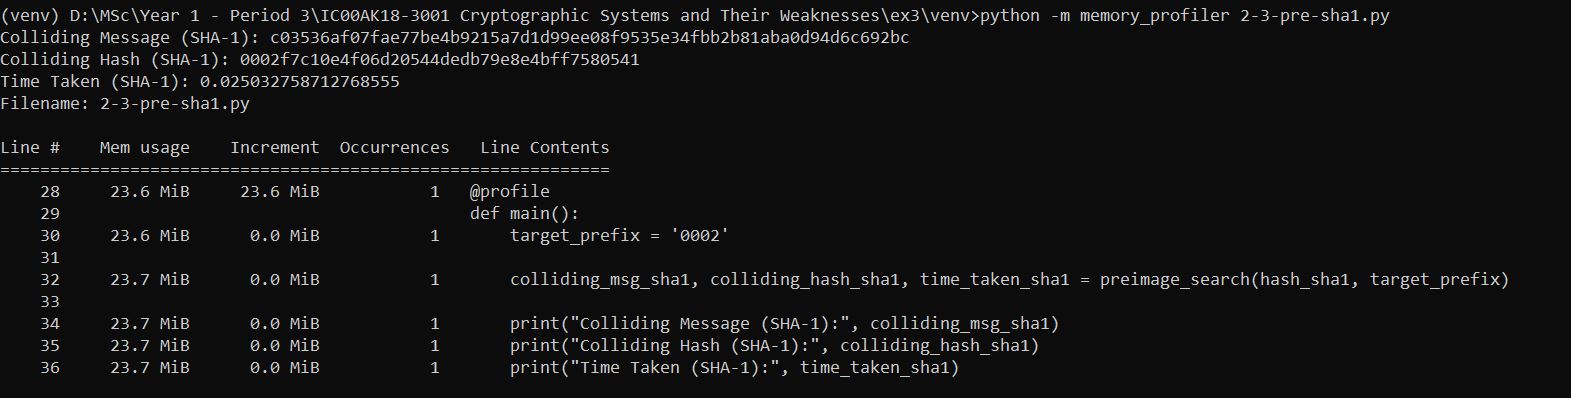 (venv) D:\MSc\Year 1 - Period 3\IC00AK18-3001 Cryptographic Systems and Their Weaknesses\ex3\venv>python -m memory_profiler 2-3-pre-sha1.py
Colliding Message (SHA-1): c03536af07fae77be4b9215a7d1d99ee08f9535e34fbb2b81aba0d94d6c692bc
Colliding Hash (SHA-1): 0002f7c10e4f06d20544dedb79e8e4bff7580541
Time Taken (SHA-1): 0.025032758712768555
Filename: 2-3-pre-sha1.py

Line #    Mem usage    Increment  Occurrences   Line Contents
=============================================================
    28     23.6 MiB     23.6 MiB           1   @profile
    29                                         def main():
    30     23.6 MiB      0.0 MiB           1       target_prefix = '0002'
    31
    32     23.7 MiB      0.0 MiB           1       colliding_msg_sha1, colliding_hash_sha1, time_taken_sha1 = preimage_search(hash_sha1, target_prefix)
    33
    34     23.7 MiB      0.0 MiB           1       print("Colliding Message (SHA-1):", colliding_msg_sha1)
    35     23.7 MiB      0.0 MiB           1       print("Colliding Hash (SHA-1):", colliding_hash_sha1)
    36     23.7 MiB      0.0 MiB           1       print("Time Taken (SHA-1):", time_taken_sha1)